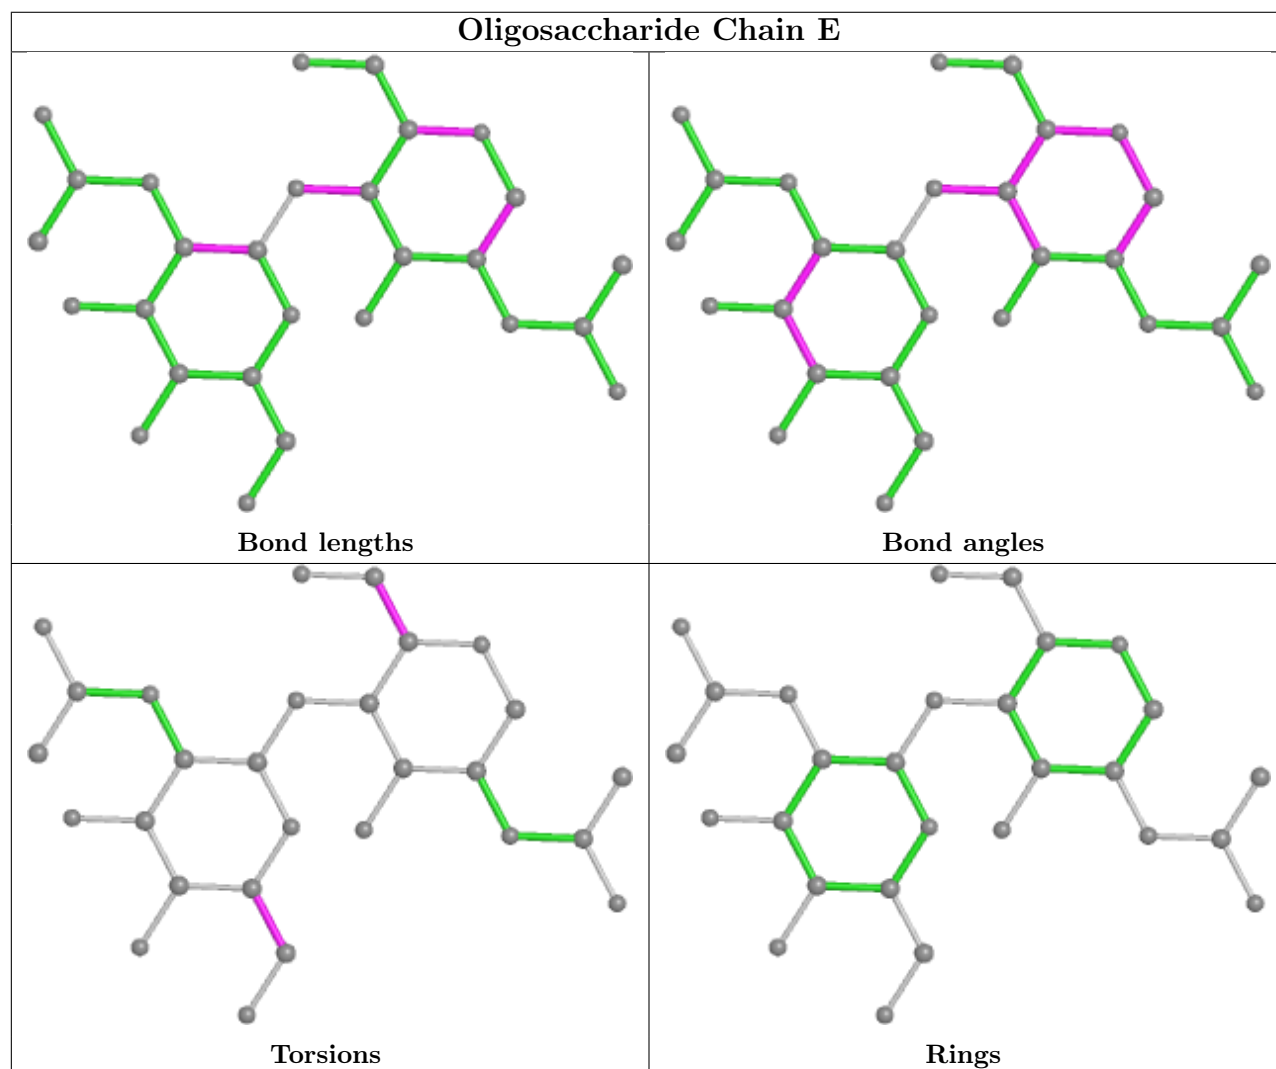 Oligosaccharide Chain E
Bond lengths
Bond angles
Torsions
Rings